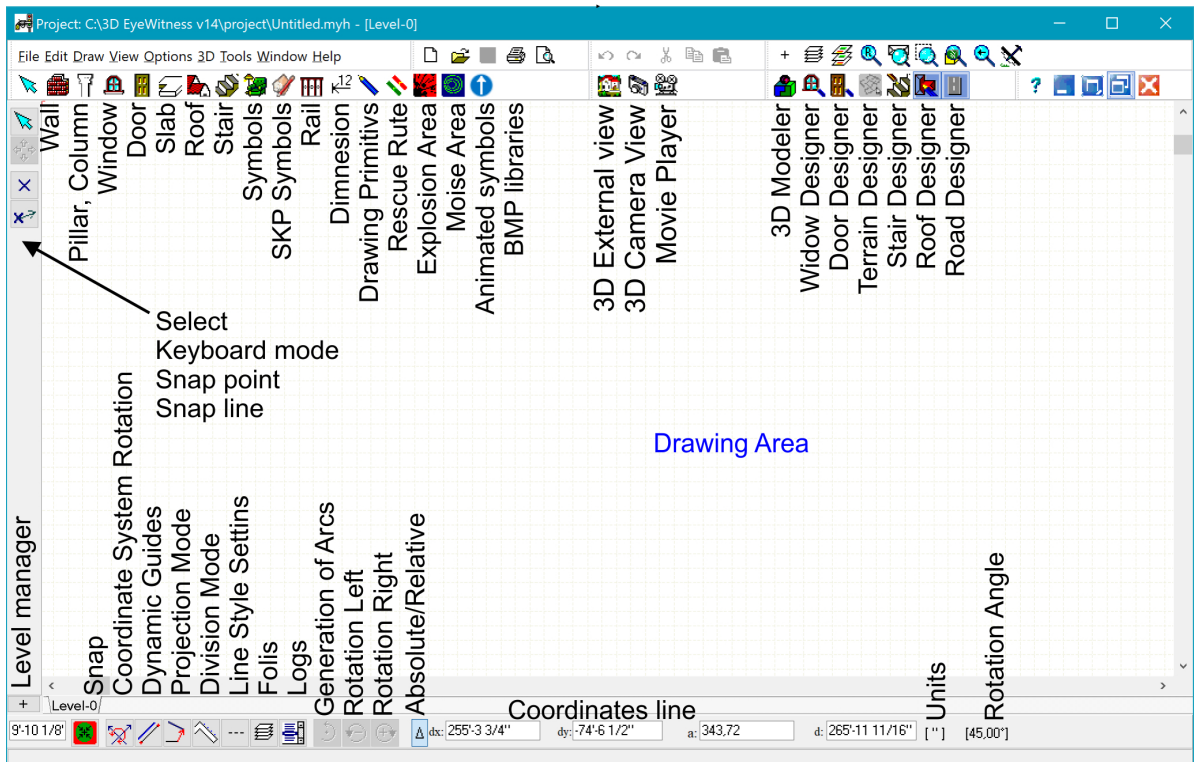 Project: C:\3D EyeWitness v14\project\Untitled.myh - [Level-0]
File Edit Draw View Options 3D Tools Window Help
12
?
Wall
Pillar, Column
Window
Door
Slab
Roof
Stair
Symbols
SKP Symbols
Rail
Dimnesion
Drawing Primitivs
Rescue Rute
Explosion Area
Moise Area
Animated symbols
BMP libraries
3D External view
3D Camera View
Movie Player
3D Modeler
Widow Designer
Door Designer
Terrain Designer
Stair Designer
Roof Designer
Road Designer
Select
Keyboard mode
Snap point
Snap line
Drawing Area
Level manager
Snap
Coordinate System Rotation
Dynamic Guides
Projection Mode
Division Mode
Line Style Settins
Folis
Logs
Generation of Arcs
Rotation Left
Rotation Right
Absolute/Relative
Units
Rotation Angle
+ Level-0
Coordinates line
9'-10 1/8' Δ dx: 255'-3 3/4'' dy: -74'-6 1/2'' a: 343,72 d: 265'-11 11/16'' [ '' ] [45,00°]